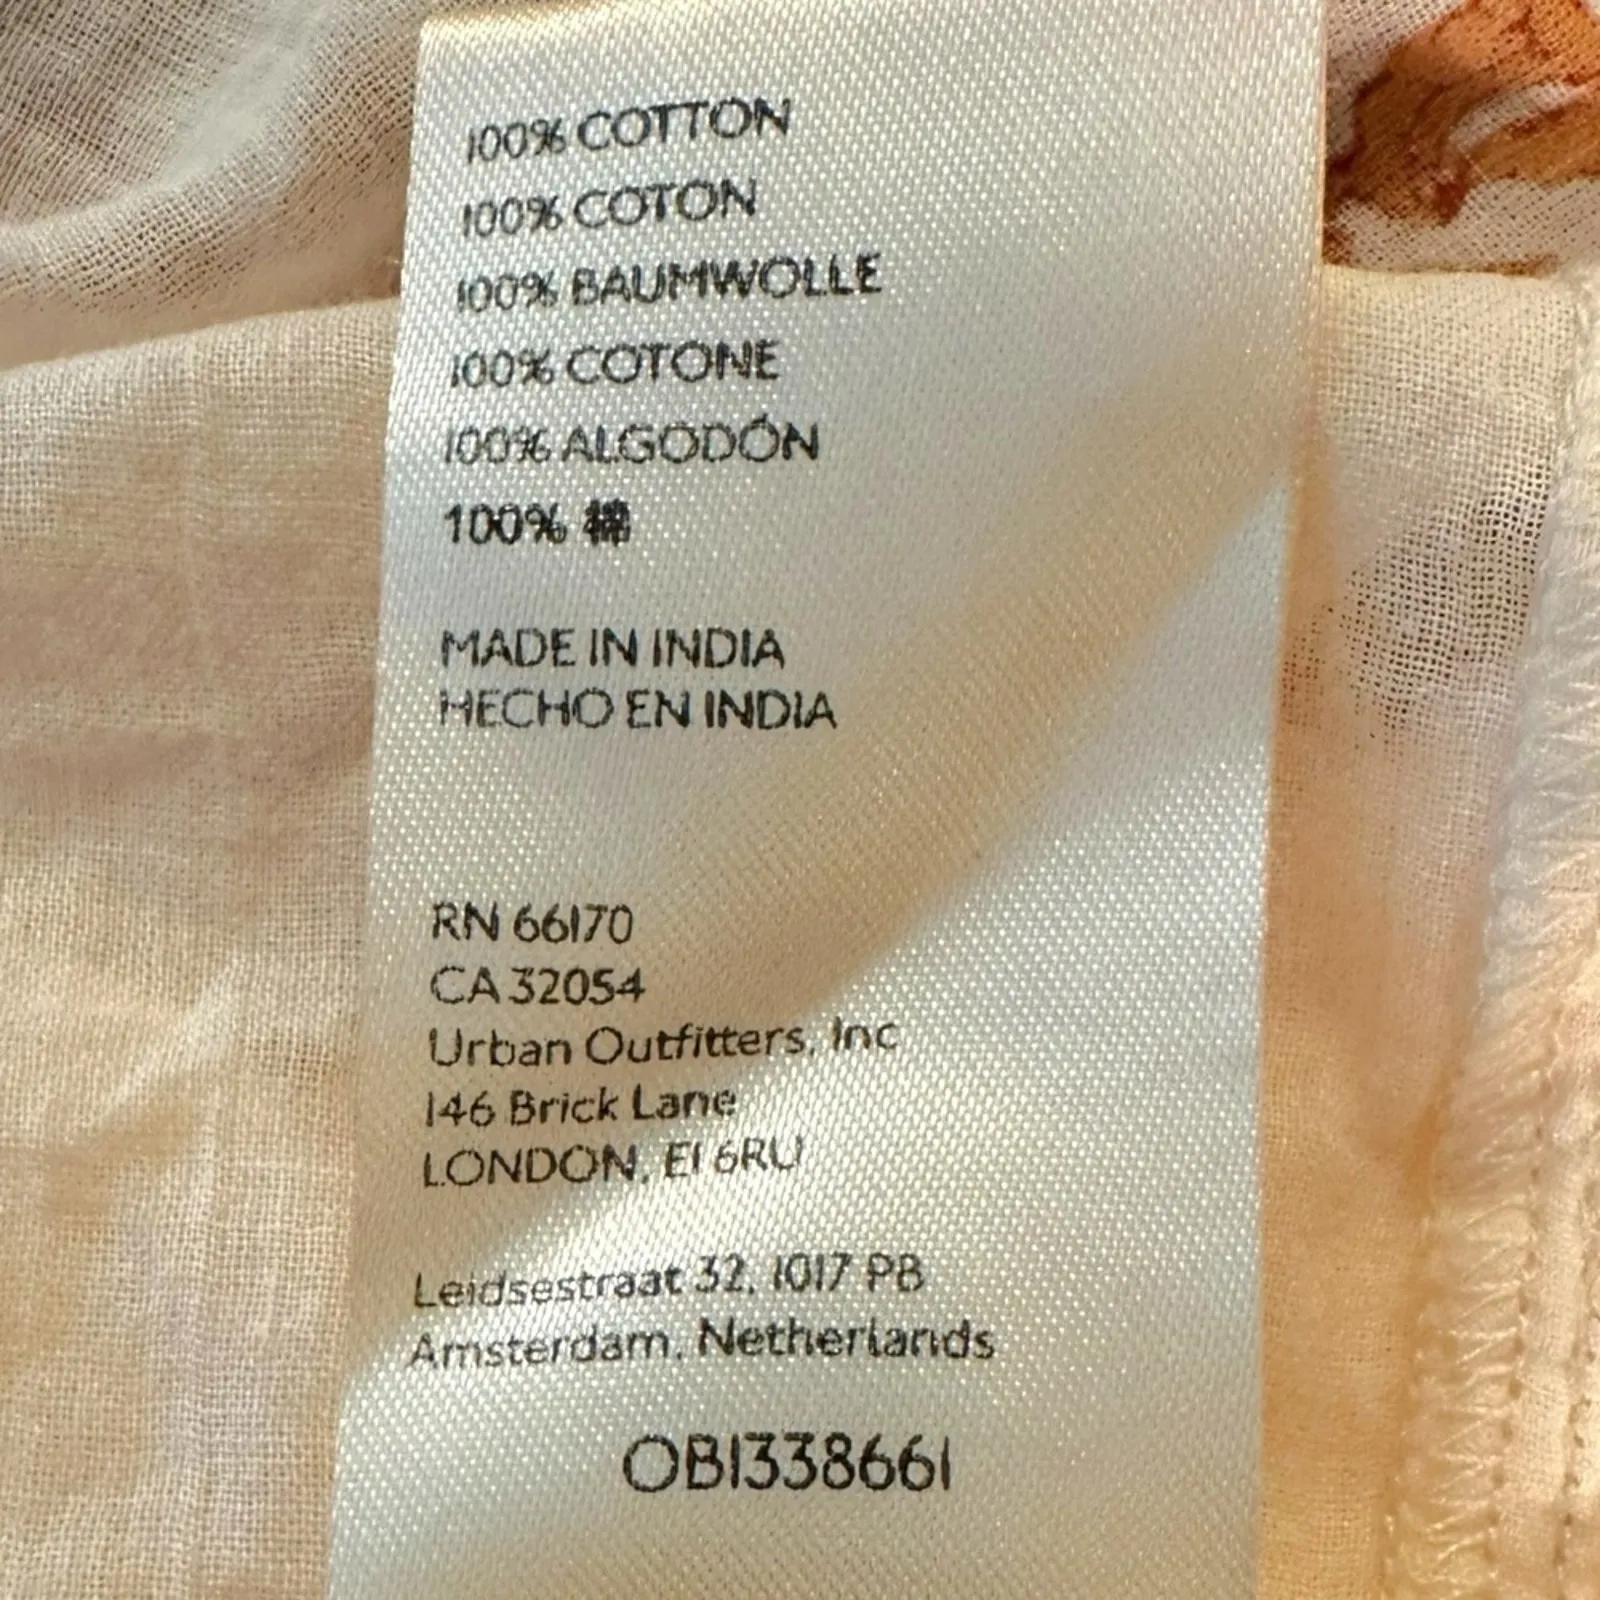 100% COTTON
100% COTON
100% BAUMWOLLE
100% COTONE
100% ALGODÓN
100% 棉
MADE IN INDIA
HECHO EN INDIA
RN 66170
CA 32054
Urban Outfitters, Inc
146 Brick Lane
LONDON, E1 6RU
Leidsestraat 32, 1017 PB
Amsterdam, Netherlands
OB1338661